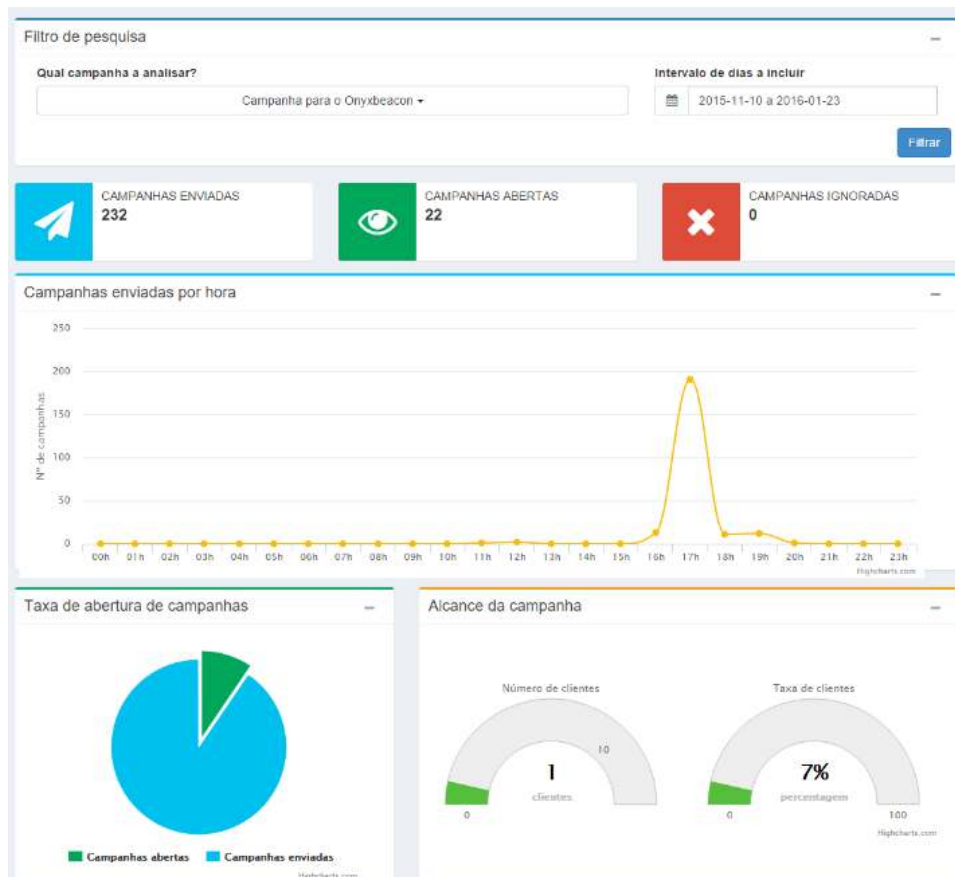 Filtro de pesquisa
Qual campanha a analisar?
Intervalo de dias a incluir
Campanha para o Onyxbeacon
2015-11-10 a 2016-01-23
Filtrar
CAMPANHAS ENVIADAS
232
CAMPANHAS ABERTAS
22
CAMPANHAS IGNORADAS
0
Campanhas enviadas por hora
Nº de campanhas
250
200
150
100
50
0
00h 01h 02h 03h 04h 05h 06h 07h 08h 09h 10h 11h 12h 13h 14h 15h 16h 17h 18h 19h 20h 21h 22h 23h
Highcharts.com
Taxa de abertura de campanhas
Campanhas abertas Campanhas enviadas
Highcharts.com
Alcance da campanha
Número de clientes
10
1
clientes
0
Taxa de clientes
7%
percentagem
0 100
Highcharts.com